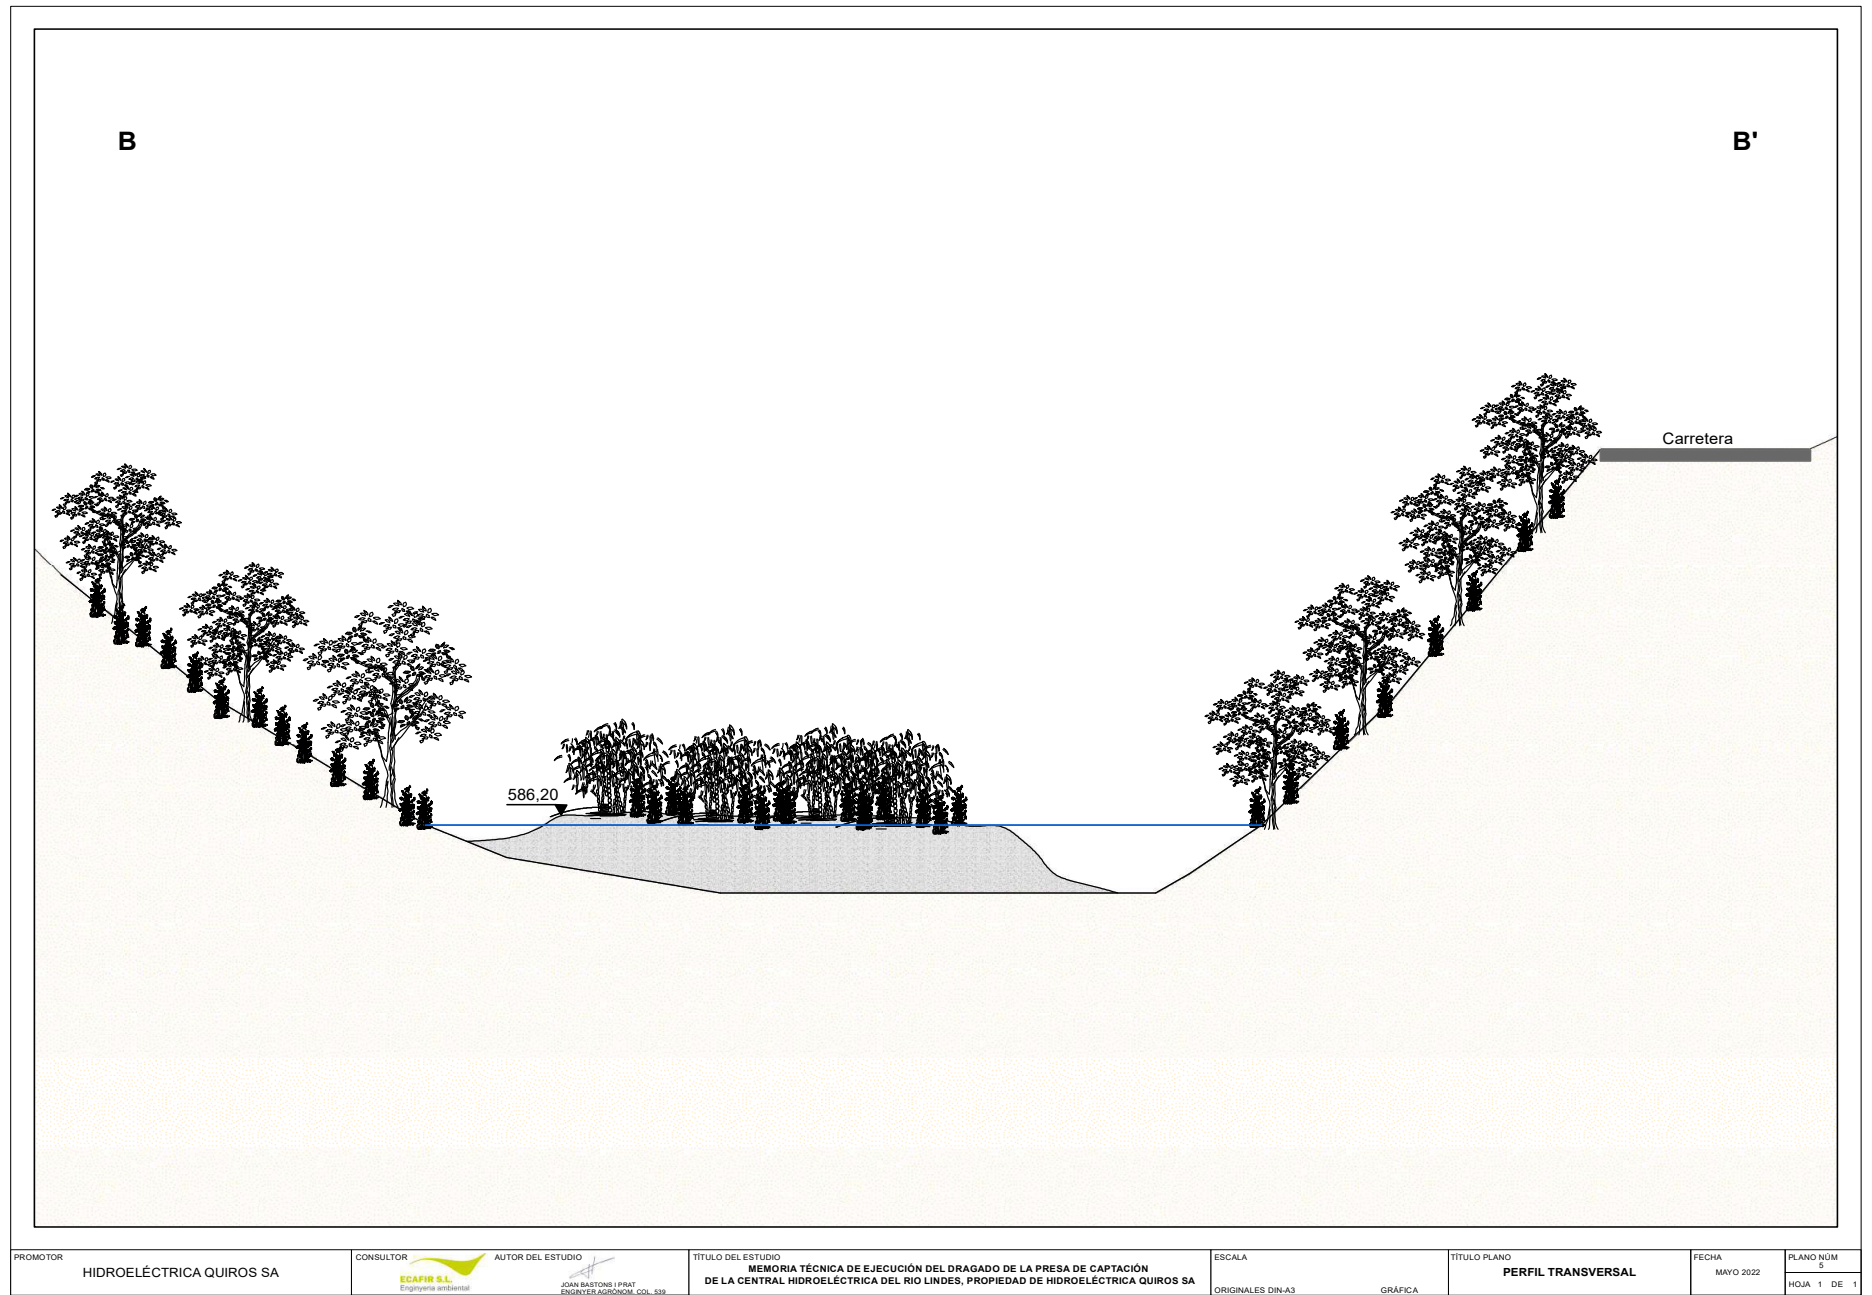 B
B'
Carretera
586,20
PROMOTOR
HIDROELÉCTRICA QUIROS SA
CONSULTOR
ECAFIR S.L.
Enginyeria ambiental
AUTOR DEL ESTUDIO
JOAN BASTONS I PRAT
ENGINYER AGRÒNOM. COL. 539
TÍTULO DEL ESTUDIO
MEMORIA TÉCNICA DE EJECUCIÓN DEL DRAGADO DE LA PRESA DE CAPTACIÓN
DE LA CENTRAL HIDROELÉCTRICA DEL RIO LINDES, PROPIEDAD DE HIDROELÉCTRICA QUIROS SA
ESCALA
ORIGINALES DIN-A3
GRÁFICA
TÍTULO PLANO
PERFIL TRANSVERSAL
FECHA
MAYO 2022
PLANO NÚM
5
HOJA 1 DE 1